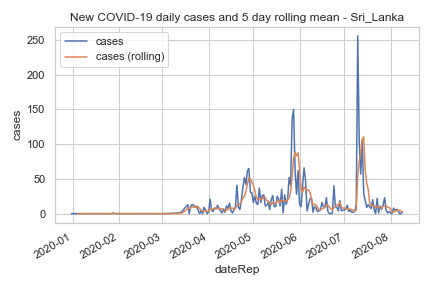 New COVID-19 daily cases and 5 day rolling mean - Sri_Lanka
cases
cases (rolling)
250
200
150
100
50
0
cases
2020-01
2020-02
2020-03
2020-04
2020-05
2020-06
2020-07
2020-08
dateRep